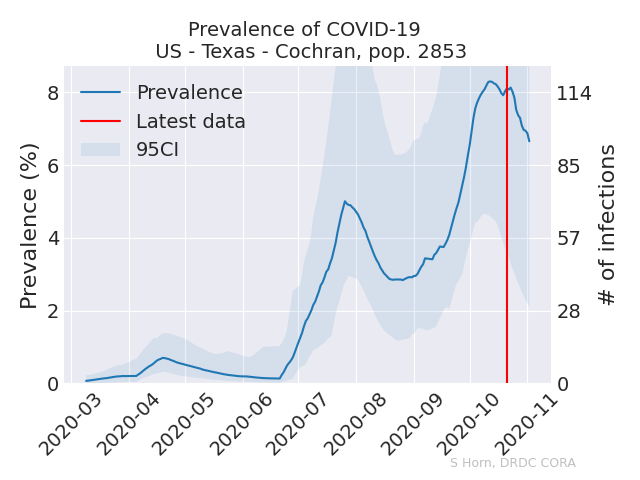 Prevalence of COVID-19
US - Texas - Cochran, pop. 2853
Prevalence
Latest data
95CI
Prevalence (%)
8
6
4
2
0
114
85
57
28
0
# of infections
2020-03
2020-04
2020-05
2020-06
2020-07
2020-08
2020-09
2020-10
2020-11
S Horn, DRDC CORA